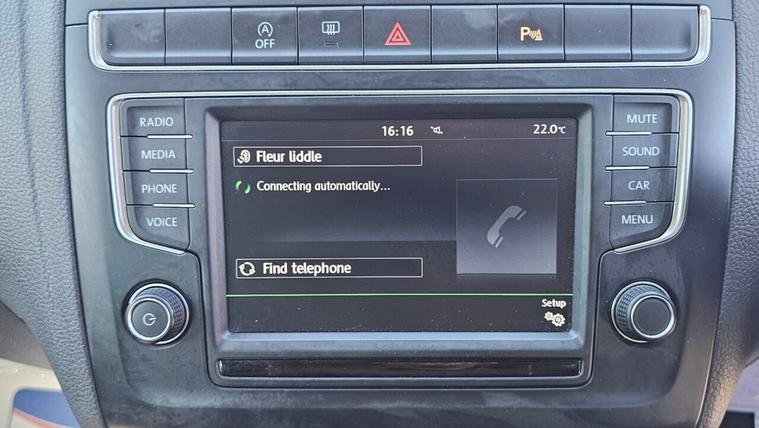 A OFF
P
RADIO
MEDIA
PHONE
VOICE
16:16 22.0°C
Fleur liddle
Connecting automatically...
Find telephone
Setup
MUTE
SOUND
CAR
MENU